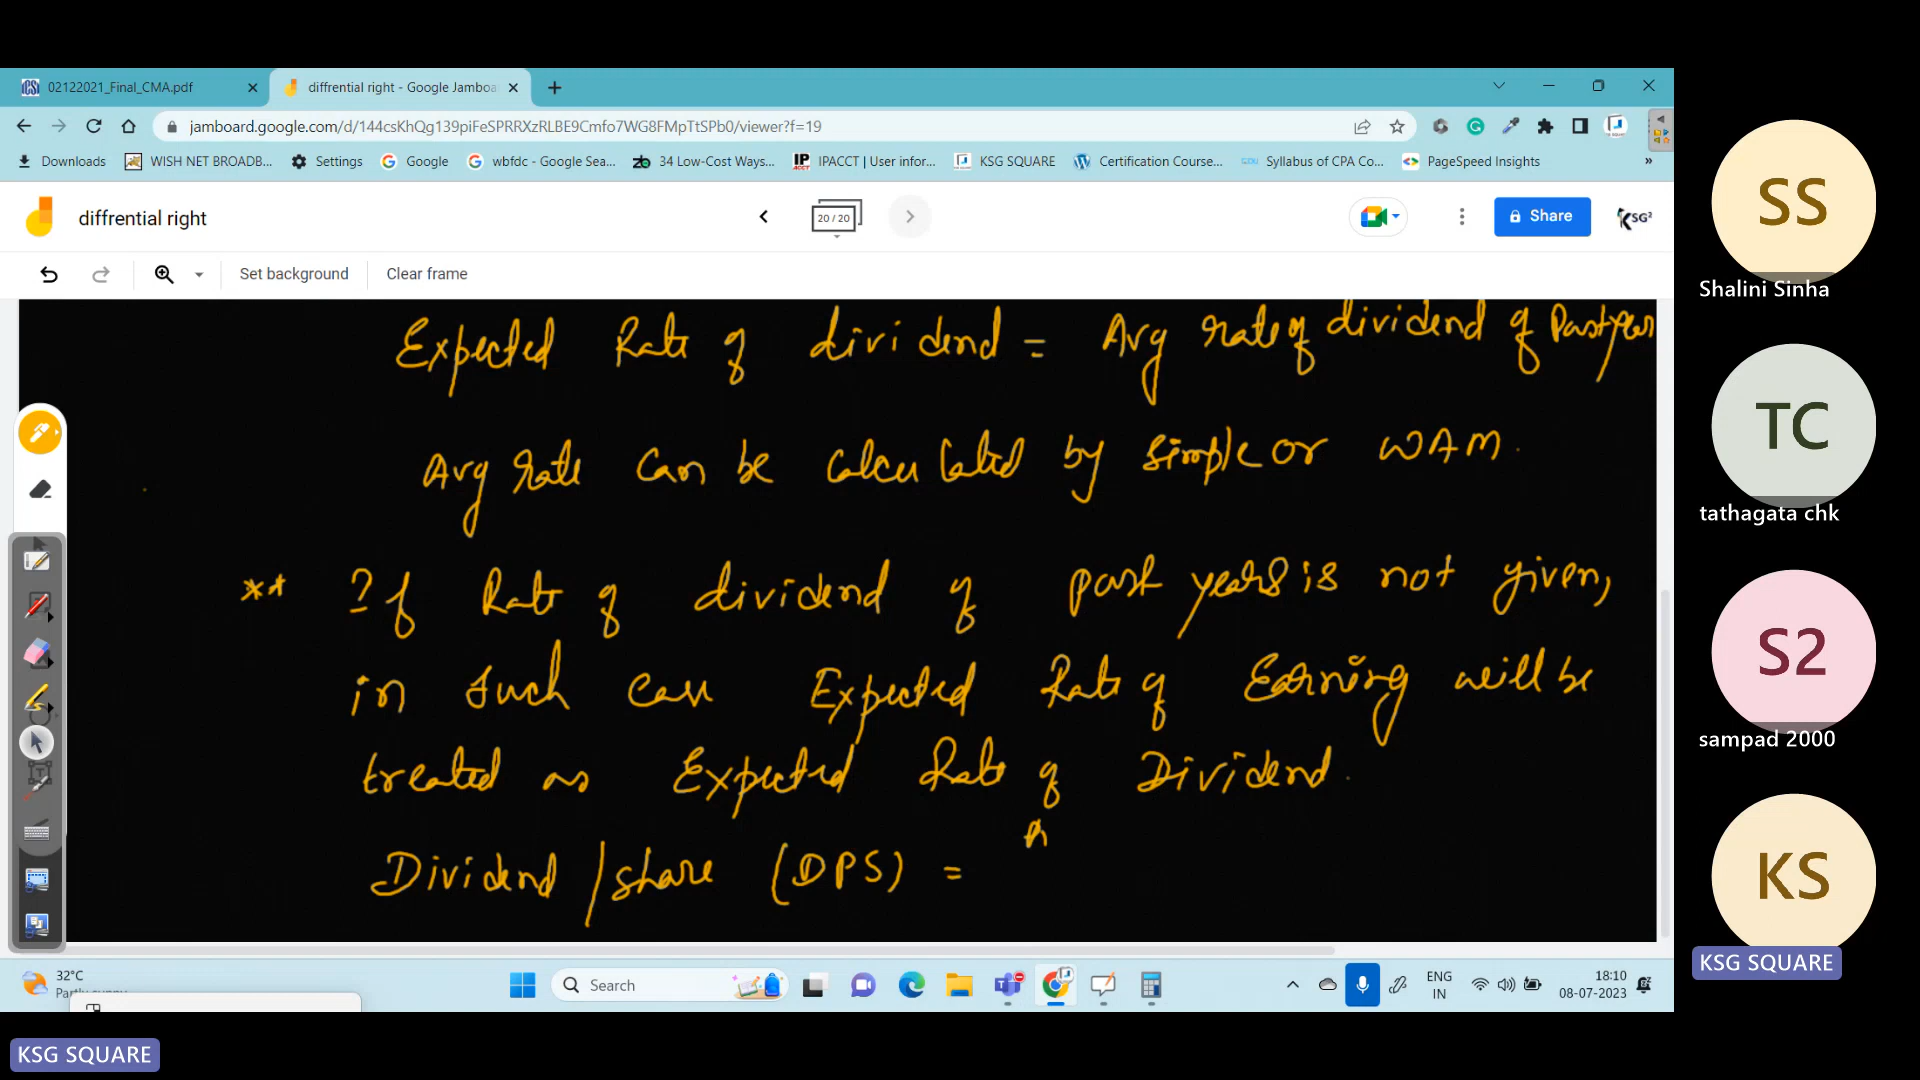 02122021_Final_CMA.pdf
diffrential right - Google Jamboa
jamboard.google.com/d/144csKhQg139piFeSPRRXzRLBE9Cmfo7WG8FMpTtSPb0/viewer?f=19
Downloads WISH NET BROADB... Settings Google wbfdc - Google Sea... 34 Low-Cost Ways... IPACCT | User infor... KSG SQUARE Certification Course... Syllabus of CPA Co... PageSpeed Insights »
diffrential right
20 / 20
Share
KSG²
Set background Clear frame
Expected Rate of dividend = Avg rate of dividend of Past years
Avg rate can be calculated by simple or WAM.
** If Rate of dividend of past years is not given,
in such case Expected Rate of Earning will be
treated as Expected Rate of Dividend.
Dividend/share (DPS) =
SS
Shalini Sinha
TC
tathagata chk
S2
sampad 2000
KS
KSG SQUARE
32°C
Partly sunny
Search
ENG
IN
18:10
08-07-2023
KSG SQUARE